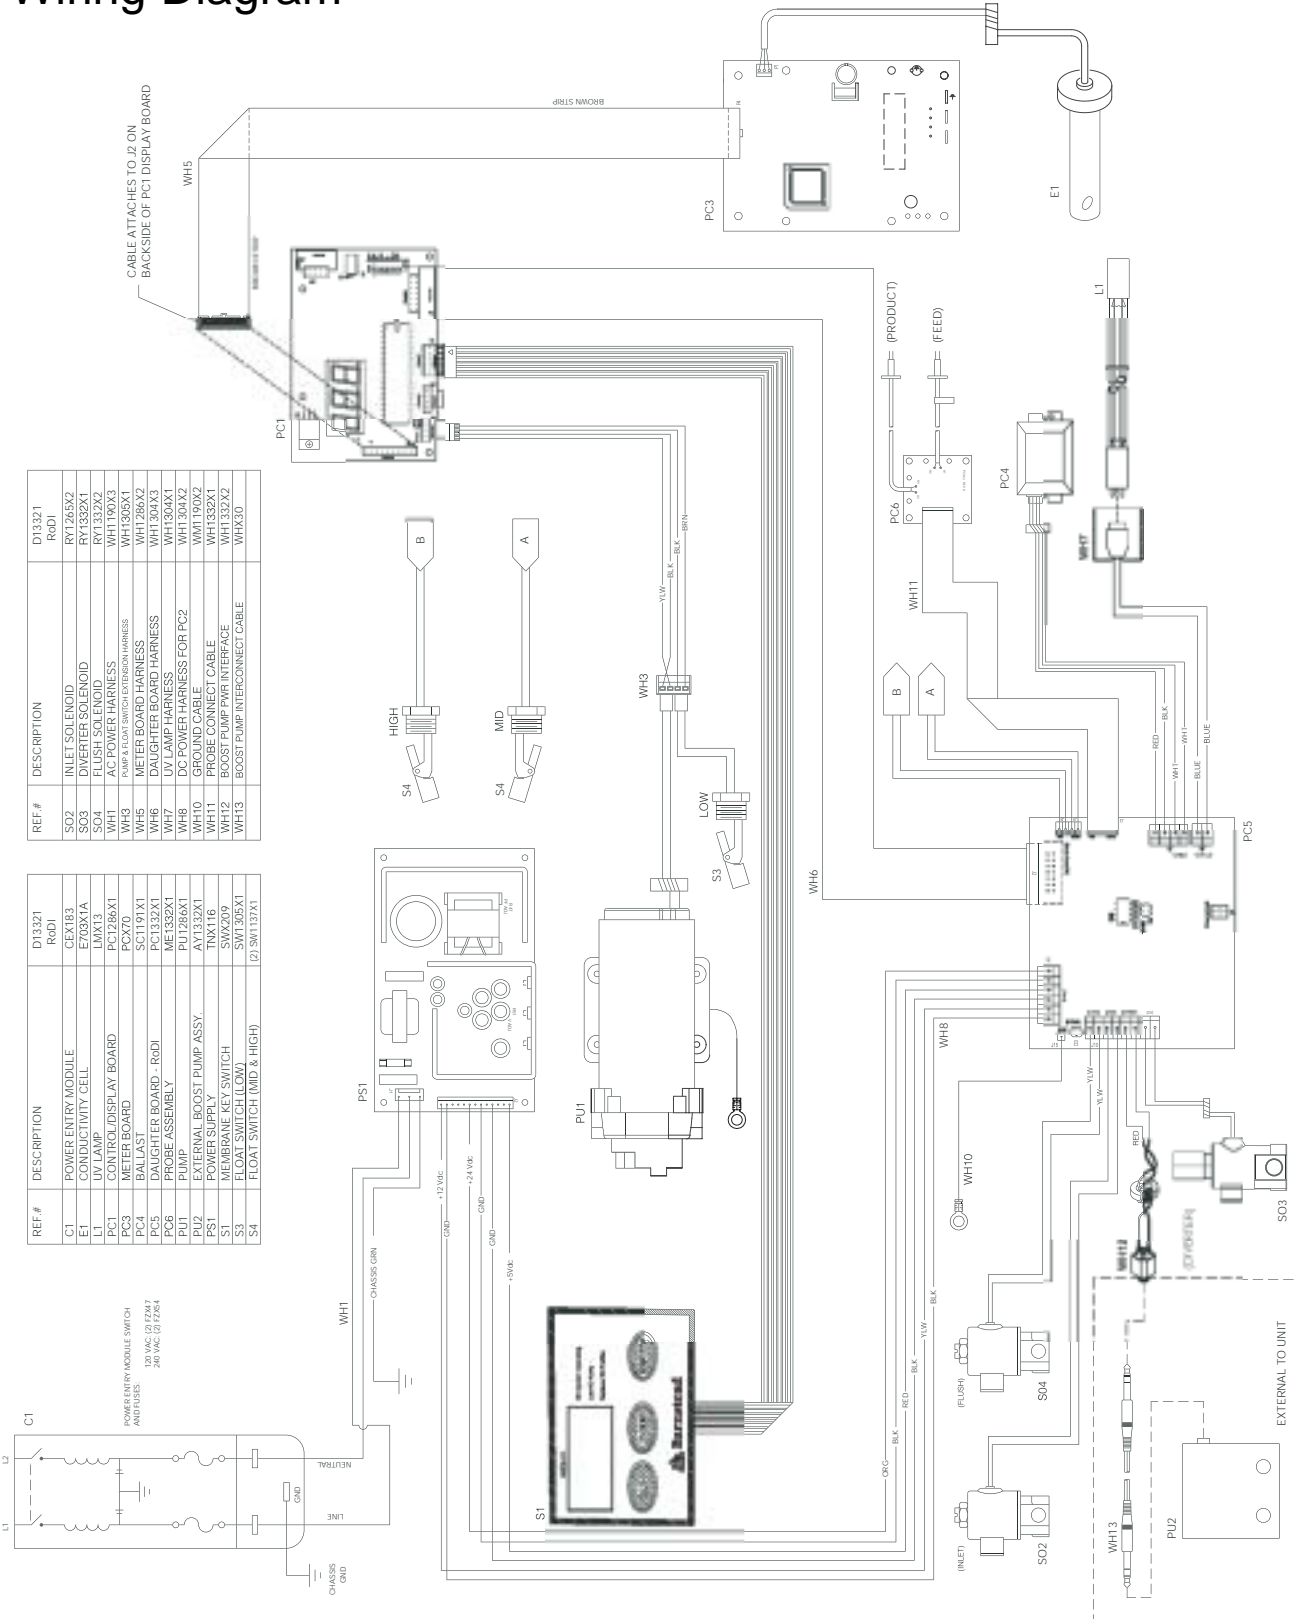 Wiring Diagram
CABLE ATTACHES TO J2 ON
BACKSIDE OF PC1 DISPLAY BOARD
WH5
BROWN STRIP
PC3
E1
PC1
REF.# DESCRIPTION D13321 RoDI
SO2 INLET SOLENOID RY1265X2
SO3 DIVERTER SOLENOID RY1332X1
SO4 FLUSH SOLENOID RY1332X2
WH1 AC POWER HARNESS WH1190X3
WH3 PUMP & FLOAT SWITCH EXTENSION HARNESS WH1305X1
WH5 METER BOARD HARNESS WH1286X2
WH6 DAUGHTER BOARD HARNESS WH1304X3
WH7 UV LAMP HARNESS WH1304X1
WH8 DC POWER HARNESS FOR PC2 WH1304X2
WH10 GROUND CABLE WM1190X2
WH11 PROBE CONNECT CABLE WH1332X1
WH12 BOOST PUMP PWR INTERFACE WH1332X2
WH13 BOOST PUMP INTERCONNECT CABLE WHX30
REF.# DESCRIPTION D13321 RoDI
C1 POWER ENTRY MODULE CEX183
E1 CONDUCTIVITY CELL E703X1A
L1 UV LAMP LMX13
PC1 CONTROL/DISPLAY BOARD PC1286X1
PC3 METER BOARD PCX70
PC4 BALLAST SC1191X1
PC5 DAUGHTER BOARD - RoDI PC1332X1
PC6 PROBE ASSEMBLY ME1332X1
PU1 PUMP PU1286X1
PU2 EXTERNAL BOOST PUMP ASSY. AY1332X1
PS1 POWER SUPPLY TNX116
S1 MEMBRANE KEY SWITCH SWX209
S3 FLOAT SWITCH (LOW) SW1305X1
S4 FLOAT SWITCH (MID & HIGH) (2) SW1137X1
POWER ENTRY MODULE SWITCH
AND FUSES:
120 VAC: (2) FZX47
240 VAC: (2) FZX54
C1
L2
L1
NEUTRAL
GND
LINE
CHASSIS
GND
WH1
CHASSIS GRN
PS1
+12 Vdc
GND
+24 Vdc
GND
GND
+5Vdc
HIGH
S4
B
MID
S4
A
YLW
BLK
BLK
BRN
WH3
LOW
S3
PU1
S1
Barnstead
(PRODUCT)
(FEED)
PC6
WH11
PC4
L1
WH7
B
A
RED
BLK
WHT
WHT
BLUE
BLUE
WH6
PC5
WH8
WH10
YLW
YLW
RED
ORG
BLK
RED
BLK
YLW
BLK
WH12
(DIVERTER)
SO3
(FLUSH)
S04
(INLET)
SO2
WH13
PU2
EXTERNAL TO UNIT